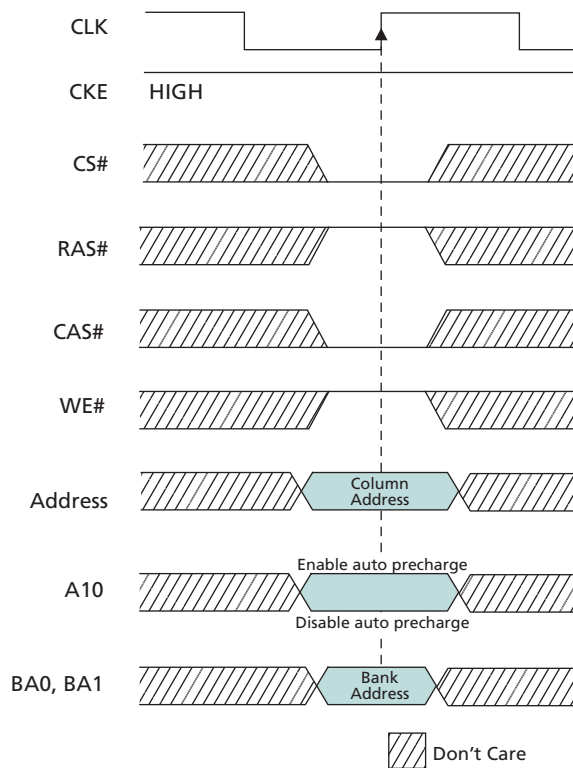 CLK
CKE HIGH
CS#
RAS#
CAS#
WE#
Address
Column
Address
A10
Enable auto precharge
Disable auto precharge
BA0, BA1
Bank
Address
Don't Care